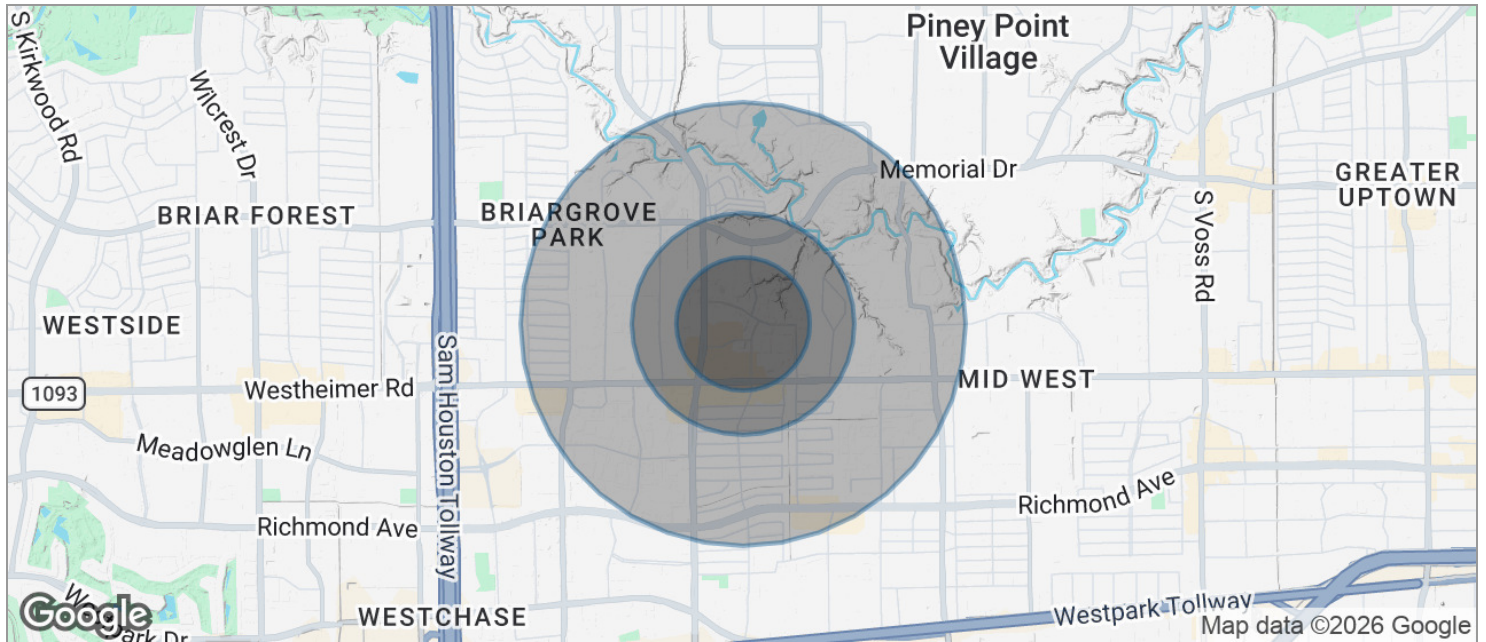 S Kirkwood Rd
Wilcrest Dr
Piney Point
Village
Memorial Dr
GREATER
UPTOWN
BRIAR FOREST
BRIARGROVE
PARK
S Voss Rd
WESTSIDE
Sam Houston Tollway
1093
Westheimer Rd
MID WEST
Meadowglen Ln
Richmond Ave
Richmond Ave
WESTCHASE
Westpark Tollway
Google
Map data ©2026 Google